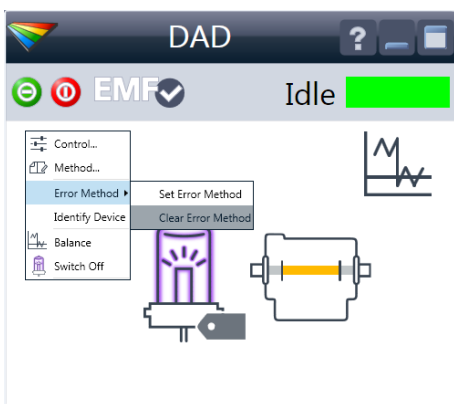 DAD ?
EMF Idle
Control...
Method...
Error Method
Set Error Method
Identify Device
Clear Error Method
Balance
Switch Off